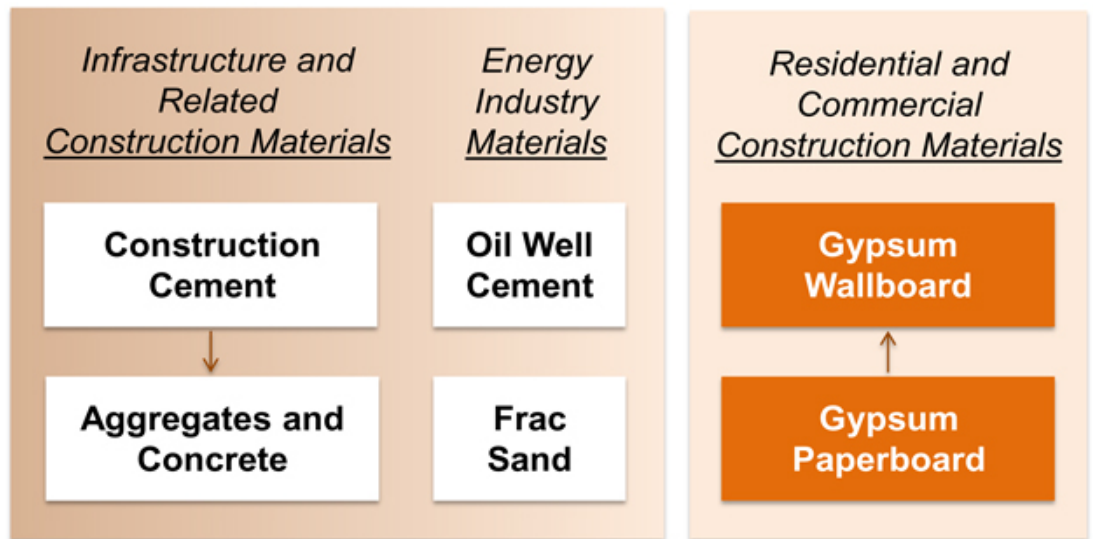 Infrastructure and
Related
Construction Materials
Construction
Cement
Aggregates and
Concrete
Energy
Industry
Materials
Oil Well
Cement
Frac
Sand
Residential and
Commercial
Construction Materials
Gypsum
Wallboard
Gypsum
Paperboard